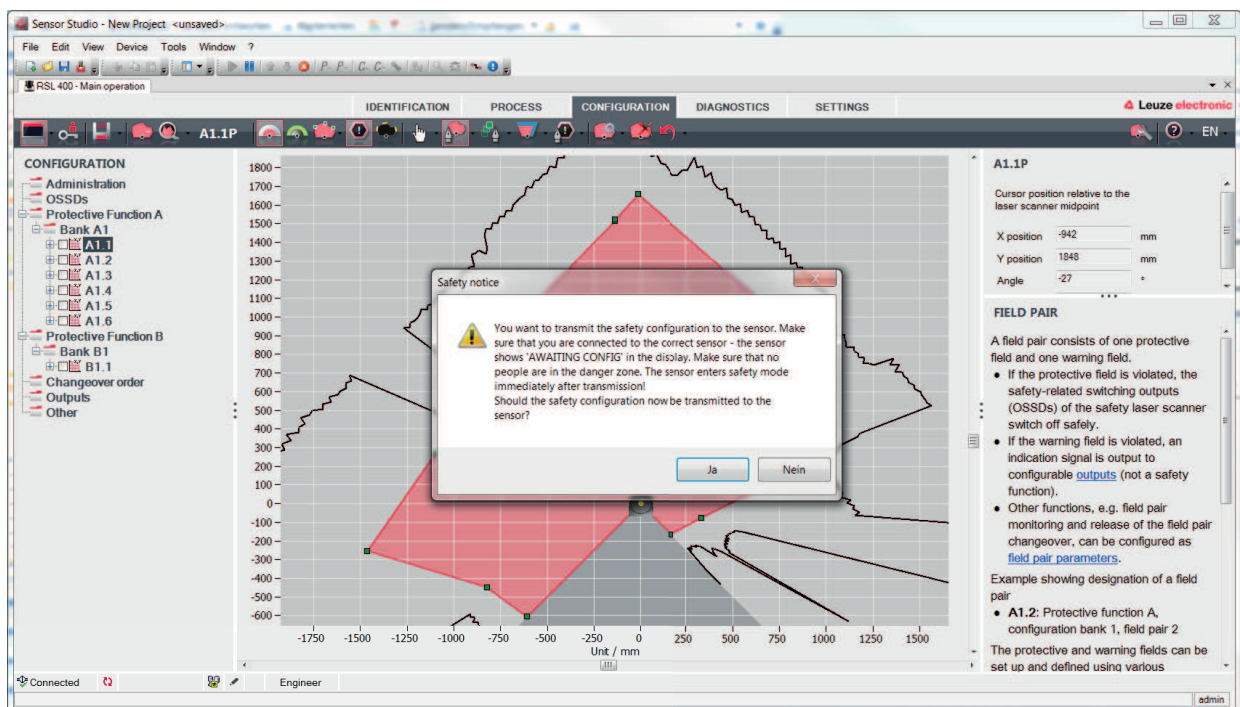 Sensor Studio - New Project <unsaved>
File Edit View Device Tools Window ?
P.. P.. C.. C..
RSL 400 - Main operation
IDENTIFICATION PROCESS CONFIGURATION DIAGNOSTICS SETTINGS
Leuze electronic
A1.1P
EN
CONFIGURATION
Administration
OSSDs
Protective Function A
Bank A1
A1.1
A1.2
A1.3
A1.4
A1.5
A1.6
Protective Function B
Bank B1
B1.1
Changeover order
Outputs
Other
1800
1700
1600
1500
1400
1300
1200
1100
1000
900
800
700
600
500
400
300
200
100
0
-100
-200
-300
-400
-500
-600
-1750 -1500 -1250 -1000 -750 -500 -250 0 250 500 750 1000 1250 1500
Unit / mm
Safety notice
You want to transmit the safety configuration to the sensor. Make
sure that you are connected to the correct sensor - the sensor
shows 'AWAITING CONFIG' in the display. Make sure that no
people are in the danger zone. The sensor enters safety mode
immediately after transmission!
Should the safety configuration now be transmitted to the
sensor?
Ja Nein
A1.1P
Cursor position relative to the
laser scanner midpoint
X position -942 mm
Y position 1848 mm
Angle -27 °
FIELD PAIR
A field pair consists of one protective
field and one warning field.
• If the protective field is violated, the
safety-related switching outputs
(OSSDs) of the safety laser scanner
switch off safely.
• If the warning field is violated, an
indication signal is output to
configurable outputs (not a safety
function).
• Other functions, e.g. field pair
monitoring and release of the field pair
changeover, can be configured as
field pair parameters.
Example showing designation of a field
pair
• A1.2: Protective function A,
configuration bank 1, field pair 2
The protective and warning fields can be
set up and defined using various
Connected
Engineer
admin